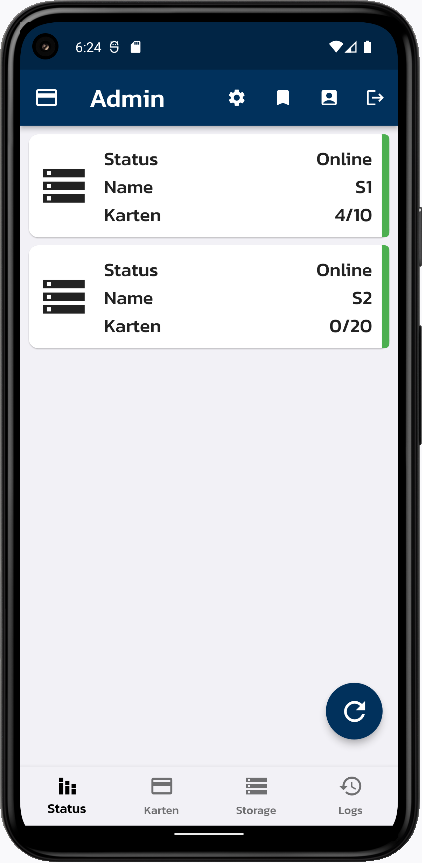 6:24
Admin
Status Online
Name S1
Karten 4/10
Status Online
Name S2
Karten 0/20
Status Karten Storage Logs